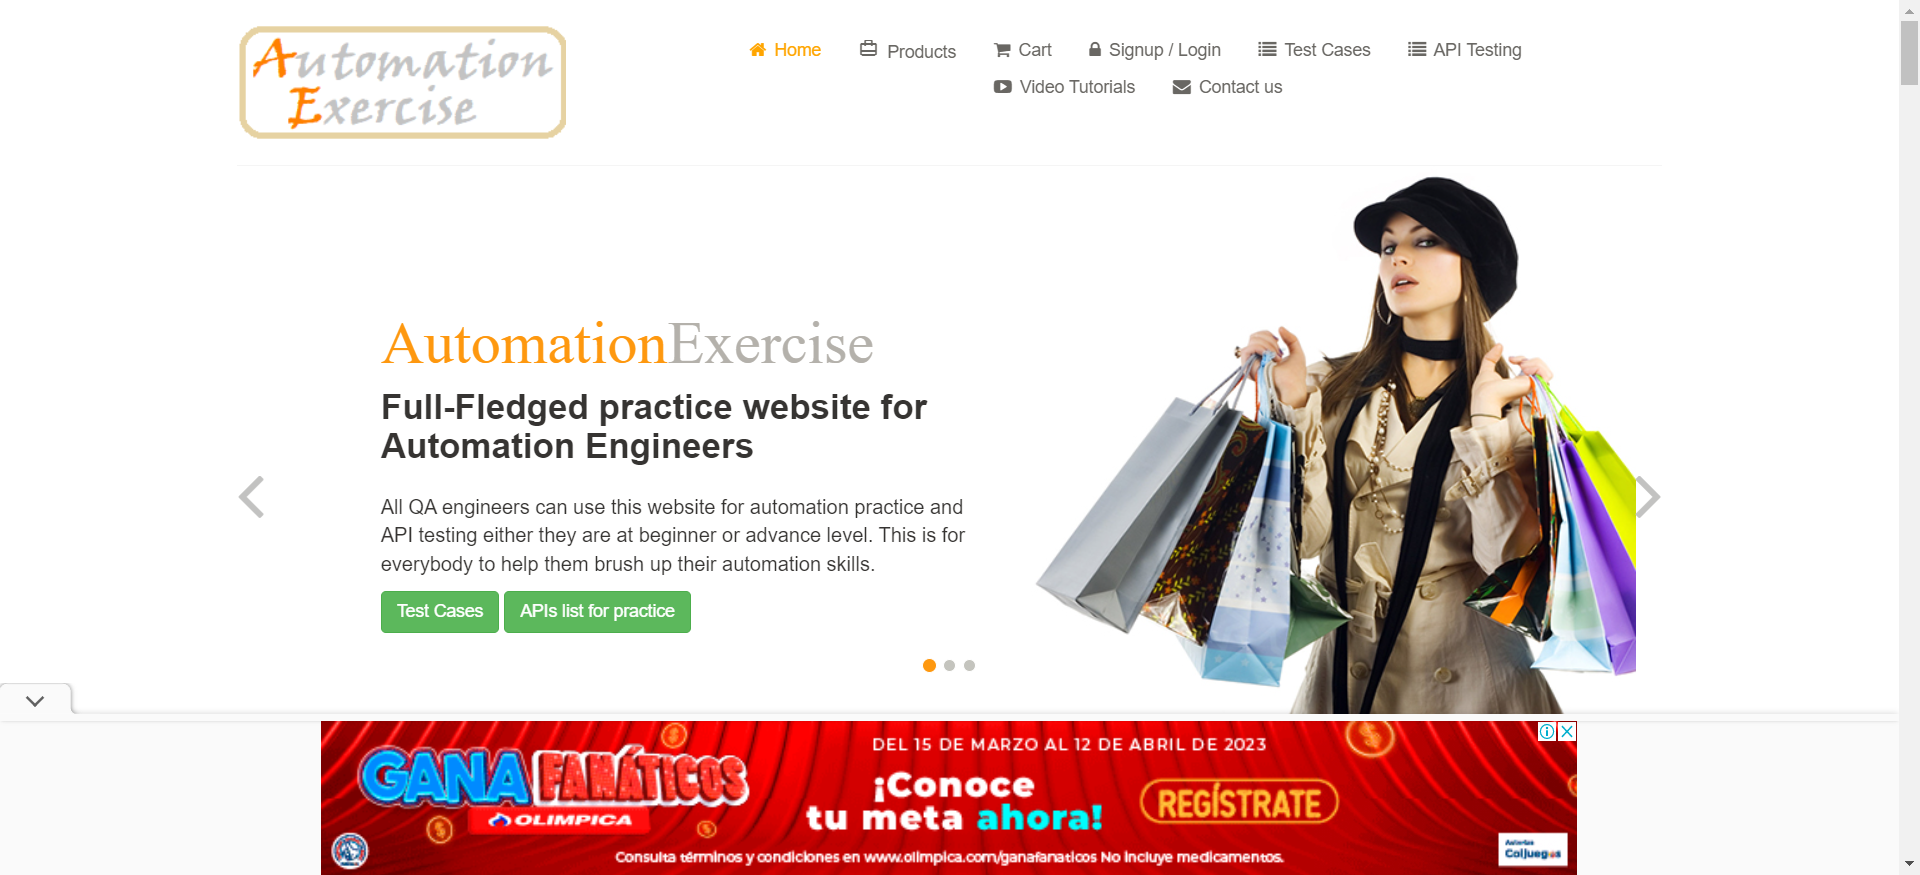 Automation
Exercise
Home
Products
Cart
Signup / Login
Test Cases
API Testing
Video Tutorials
Contact us
AutomationExercise
Full-Fledged practice website for
Automation Engineers
All QA engineers can use this website for automation practice and
API testing either they are at beginner or advance level. This is for
everybody to help them brush up their automation skills.
Test Cases
APIs list for practice
DEL 15 DE MARZO AL 12 DE ABRIL DE 2023
GANA FANÁTICOS
OLIMPICA
¡Conoce
tu meta ahora!
REGÍSTRATE
Autoriza
Coljuegos
Consulta términos y condiciones en www.olimpica.com/ganafanaticos No incluye medicamentos.